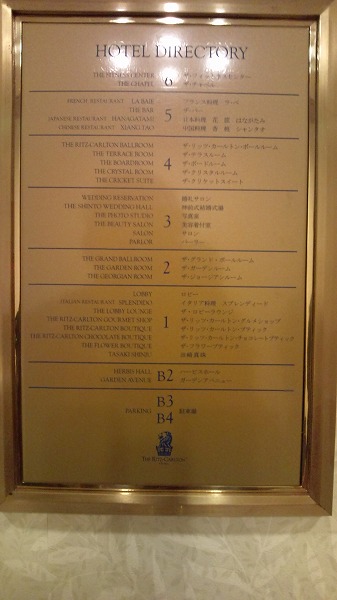 HOTEL DIRECTORY
THE FITNESS CENTER 6 ザ・フィットネスセンター
THE CHAPEL ザ・チャペル
FRENCH RESTAURANT LA BAIE 5 フランス料理 ラ・ベ
THE BAR ザ・バー
JAPANESE RESTAURANT HANAGATAMI 日本料理 花筐 はながたみ
CHINESE RESTAURANT XIANG TAO 中国料理 香桃 シャンタオ
THE RITZ-CARLTON BALLROOM 4 ザ・リッツ・カールトン・ボールルーム
THE TERRACE ROOM ザ・テラスルーム
THE BOARDROOM ザ・ボードルーム
THE CRYSTAL ROOM ザ・クリスタルルーム
THE CRICKET SUITE ザ・クリケットスイート
WEDDING RESERVATION 3 婚礼サロン
THE SHINTO WEDDING HALL 神前式結婚式場
THE PHOTO STUDIO 写真室
THE BEAUTY SALON 美容着付室
SALON サロン
PARLOR パーラー
THE GRAND BALLROOM 2 ザ・グランド・ボールルーム
THE GARDEN ROOM ザ・ガーデンルーム
THE GEORGIAN ROOM ザ・ジョージアンルーム
LOBBY 1 ロビー
ITALIAN RESTAURANT SPLENDIDO イタリア料理 スプレンディード
THE LOBBY LOUNGE ザ・ロビーラウンジ
THE RITZ-CARLTON GOURMET SHOP ザ・リッツ・カールトン・グルメショップ
THE RITZ-CARLTON BOUTIQUE ザ・リッツ・カールトン・ブティック
THE RITZ-CARLTON CHOCOLATE BOUTIQUE ザ・リッツ・カールトン・チョコレートブティック
THE FLOWER BOUTIQUE ザ・フラワーブティック
TASAKI SHINJU 田崎真珠
HERBIS HALL B2 ハービスホール
GARDEN AVENUE ガーデンアベニュー
B3
PARKING 駐車場
B4
THE RITZ-CARLTON